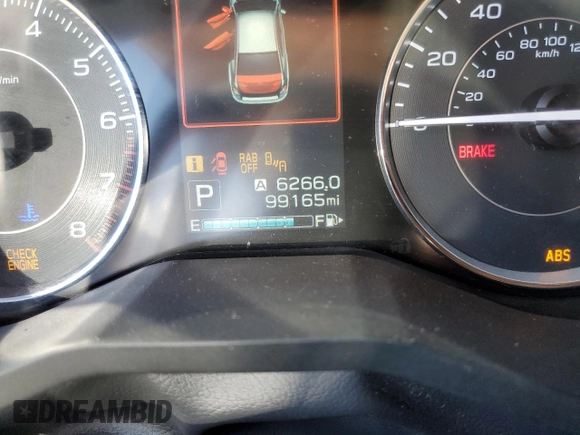 4
5
6
7
8
/min
CHECK
ENGINE
i
RAB
OFF
A
P
A 6266.0
99165mi
E F
40
20
0
80 100 12
60 km/h
40
20
BRAKE
ABS
DREAMBID